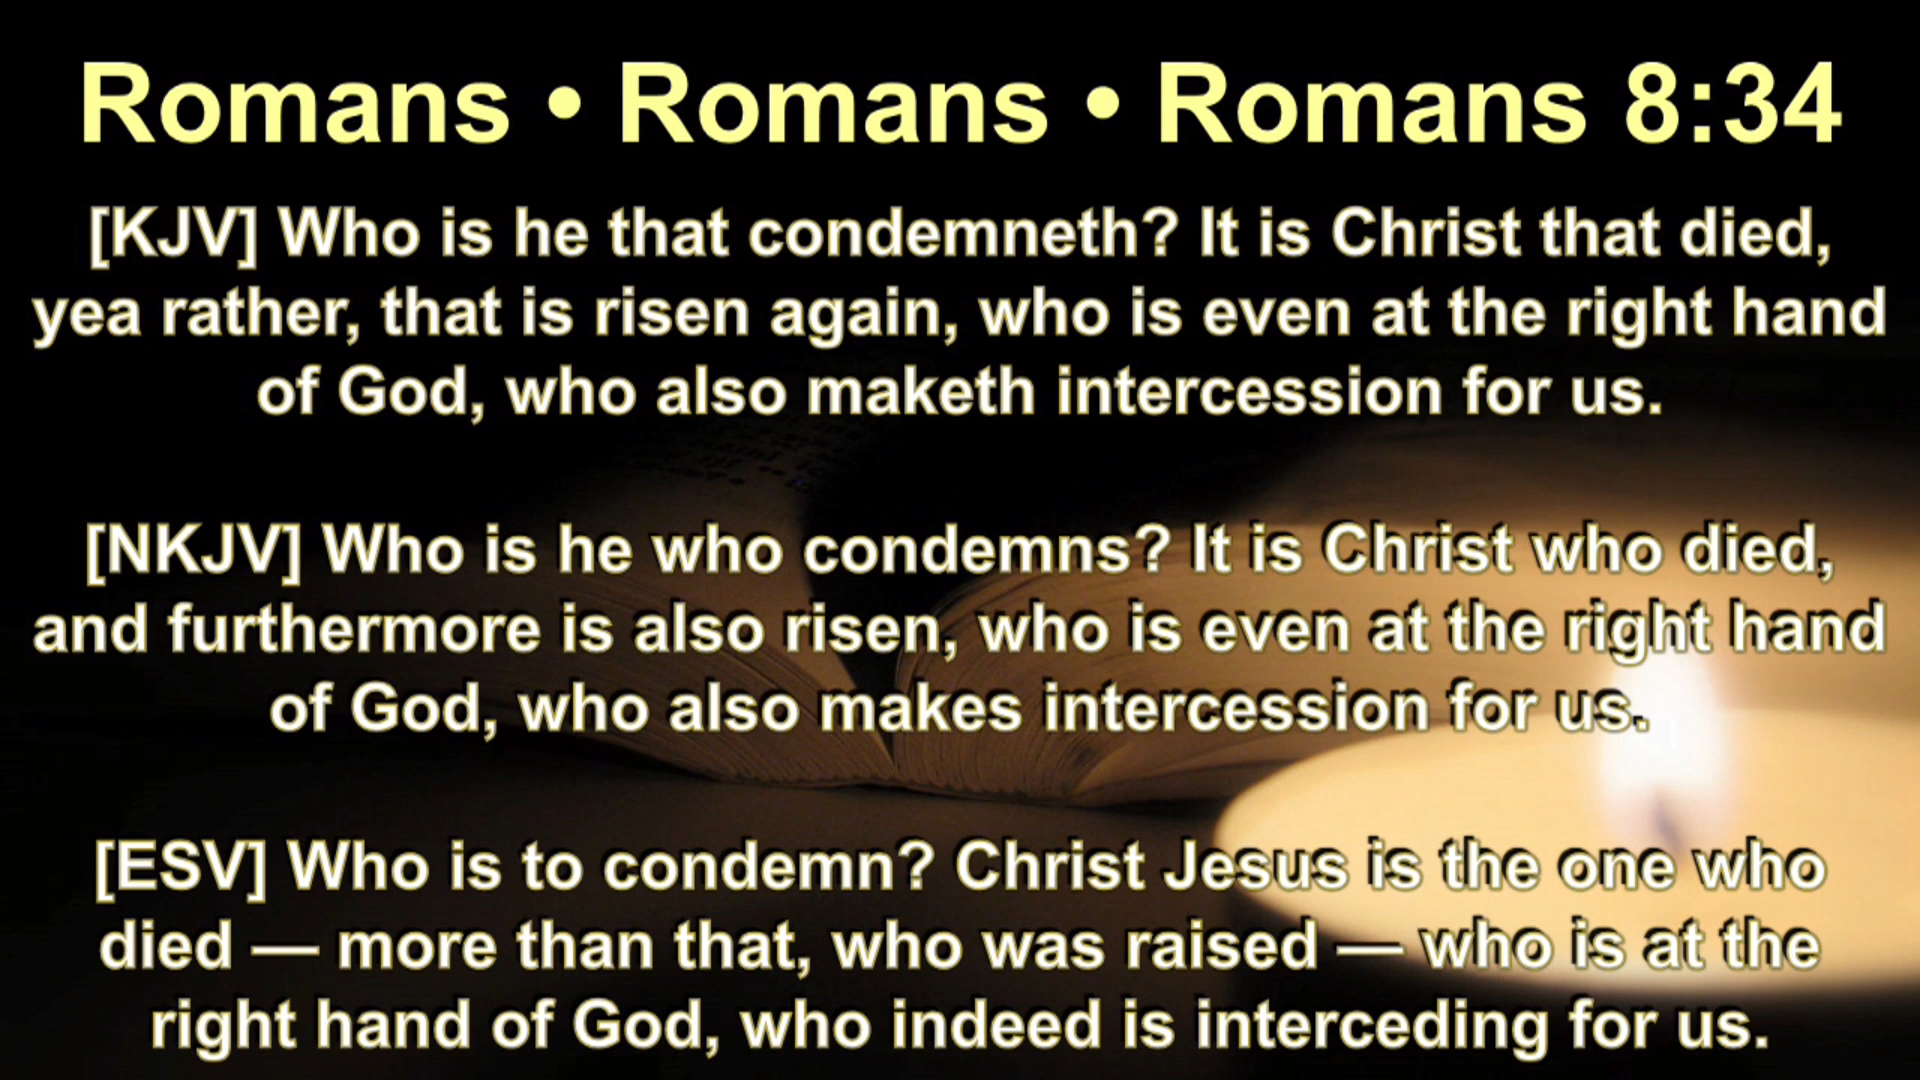 Romans • Romans • Romans 8:34
[KJV] Who is he that condemneth? It is Christ that died,
yea rather, that is risen again, who is even at the right hand
of God, who also maketh intercession for us.
[NKJV] Who is he who condemns? It is Christ who died,
and furthermore is also risen, who is even at the right hand
of God, who also makes intercession for us.
[ESV] Who is to condemn? Christ Jesus is the one who
died — more than that, who was raised — who is at the
right hand of God, who indeed is interceding for us.